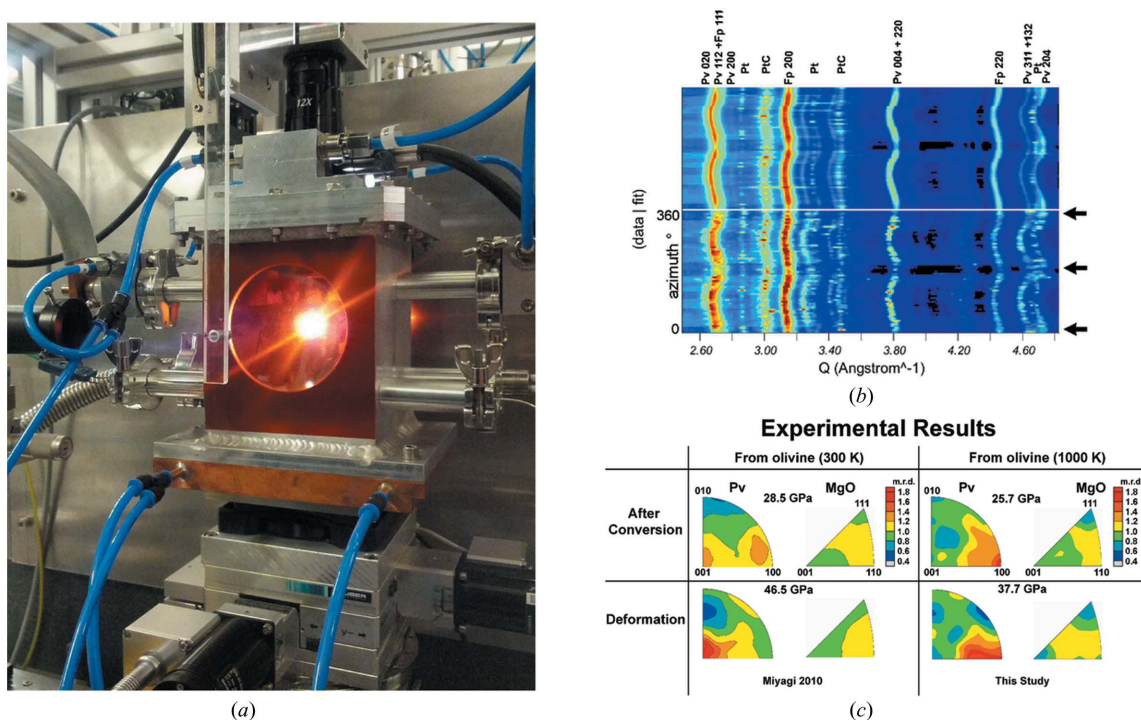 12X
HUBER
y
(a)
Pv 020
Pv 112 +Fp 111
Pv 200
Pt
PtC
Fp 200
Pt
PtC
Pv 004 + 220
Fp 220
Pv 311 +132
Pt
Pv 204
(data | fit)
azimuth °
360
0
2.60 3.00 3.40 3.80 4.20 4.60
Q (Angstrom^-1)
(b)
Experimental Results
From olivine (300 K) From olivine (1000 K)
After
Conversion
Pv 28.5 GPa MgO
010 111
001 100 110
m.r.d.
1.8
1.6
1.4
1.2
1.0
0.8
0.6
0.4
Pv 25.7 GPa MgO
010 111
001 100 001 110
m.r.d.
1.8
1.6
1.4
1.2
1.0
0.8
0.6
0.4
Deformation
46.5 GPa 37.7 GPa
Miyagi 2010 This Study
(c)